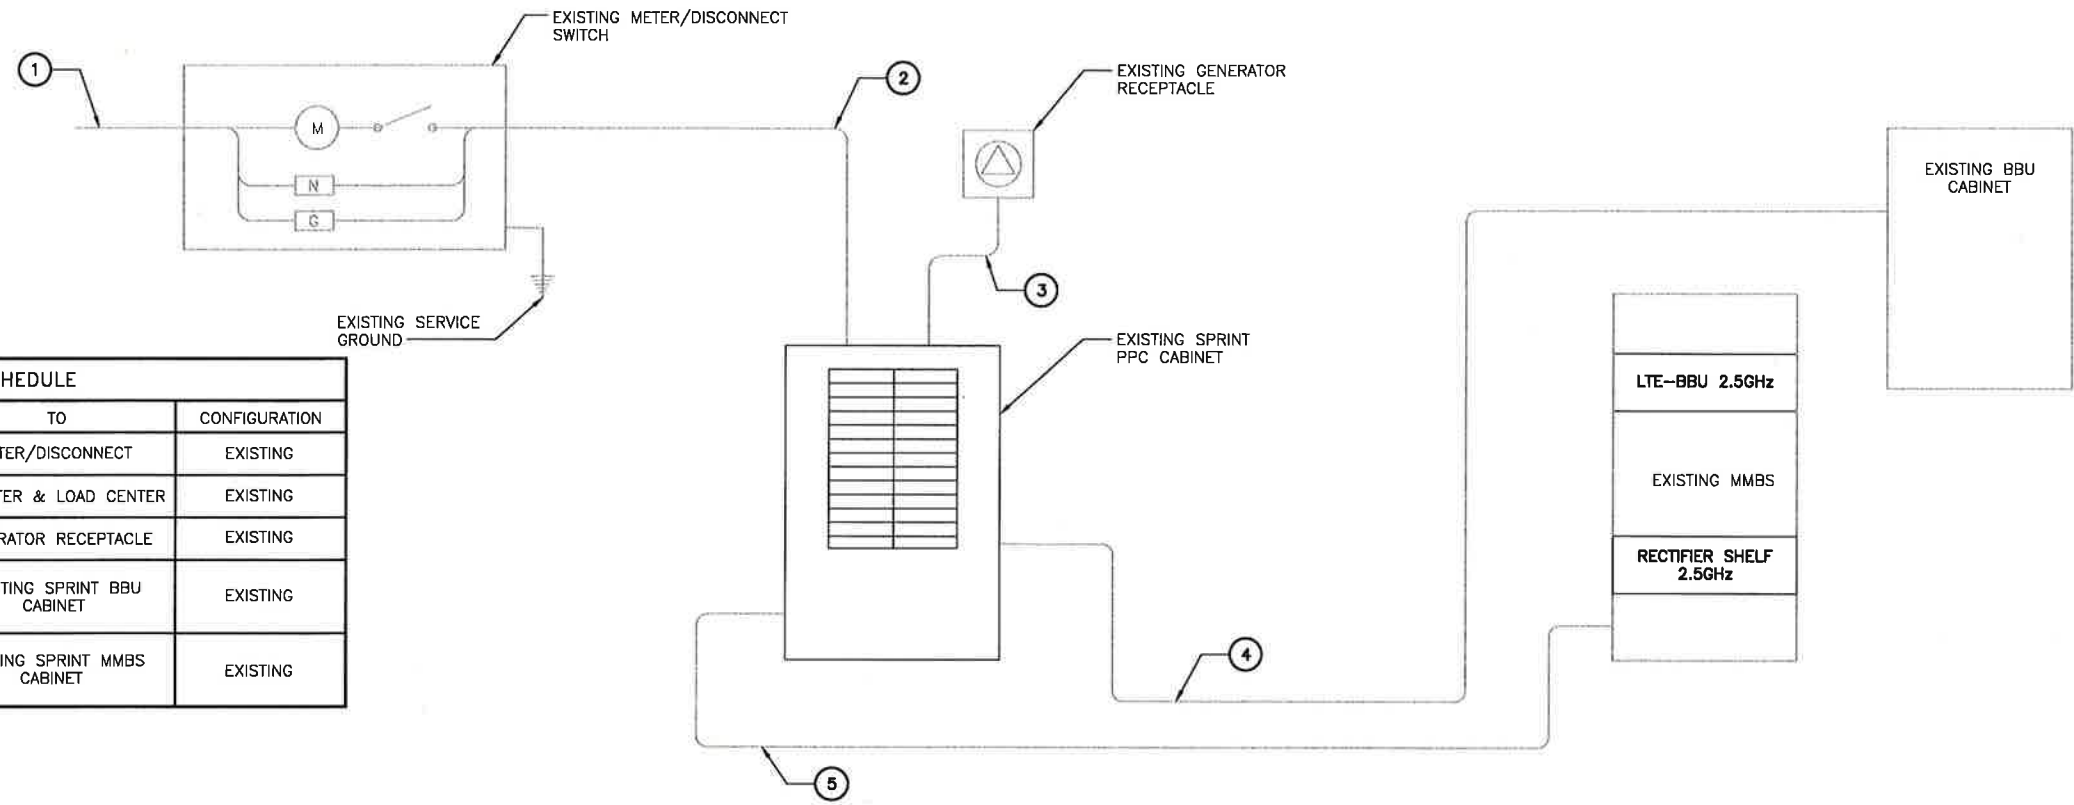 EXISTING METER/DISCONNECT
SWITCH
1
2
EXISTING GENERATOR
RECEPTACLE
M
N
G
EXISTING BBU
CABINET
3
EXISTING SERVICE
GROUND
EXISTING SPRINT
PPC CABINET
LTE-BBU 2.5GHz
EXISTING MMBS
RECTIFIER SHELF
2.5GHz
4
5
HEDULE
TO CONFIGURATION
TER/DISCONNECT EXISTING
TER & LOAD CENTER EXISTING
RATOR RECEPTACLE EXISTING
TING SPRINT BBU
CABINET EXISTING
ING SPRINT MMBS
CABINET EXISTING